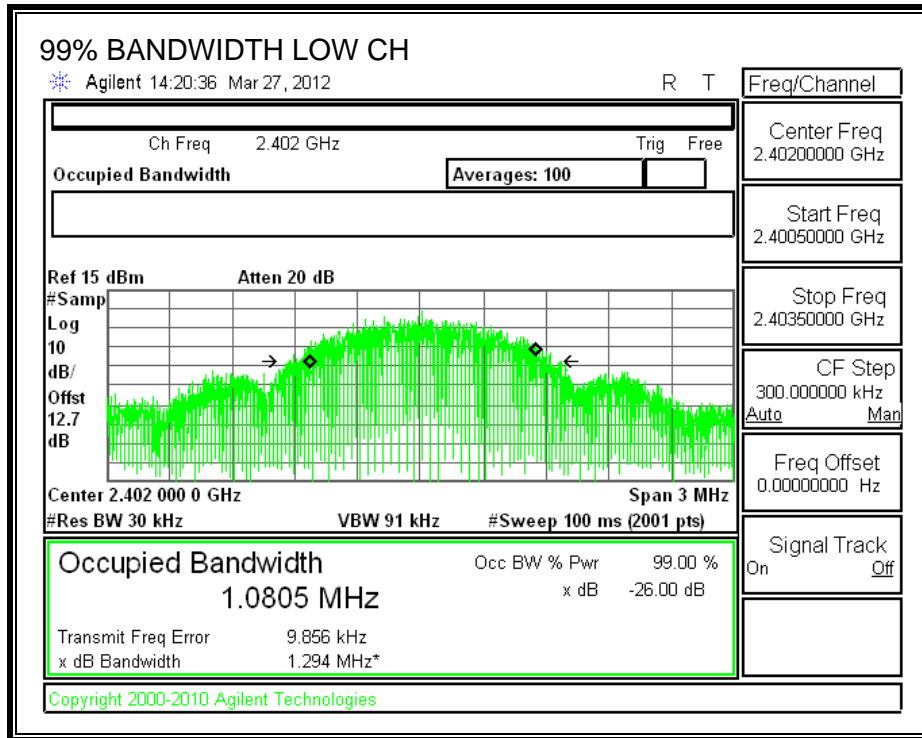 99% BANDWIDTH LOW CH
Agilent 14:20:36 Mar 27, 2012 R T
Freq/Channel
Ch Freq 2.402 GHz Trig Free
Occupied Bandwidth Averages: 100
Center Freq
2.40200000 GHz
Start Freq
2.40050000 GHz
Stop Freq
2.40350000 GHz
CF Step
300.000000 kHz
Auto Man
Freq Offset
0.00000000 Hz
Signal Track
On Off
Ref 15 dBm Atten 20 dB
#Samp
Log
10
dB/
Offst
12.7
dB
Center 2.402 000 0 GHz Span 3 MHz
#Res BW 30 kHz VBW 91 kHz #Sweep 100 ms (2001 pts)
Occupied Bandwidth Occ BW % Pwr 99.00 %
1.0805 MHz x dB -26.00 dB
Transmit Freq Error 9.856 kHz
x dB Bandwidth 1.294 MHz*
Copyright 2000-2010 Agilent Technologies